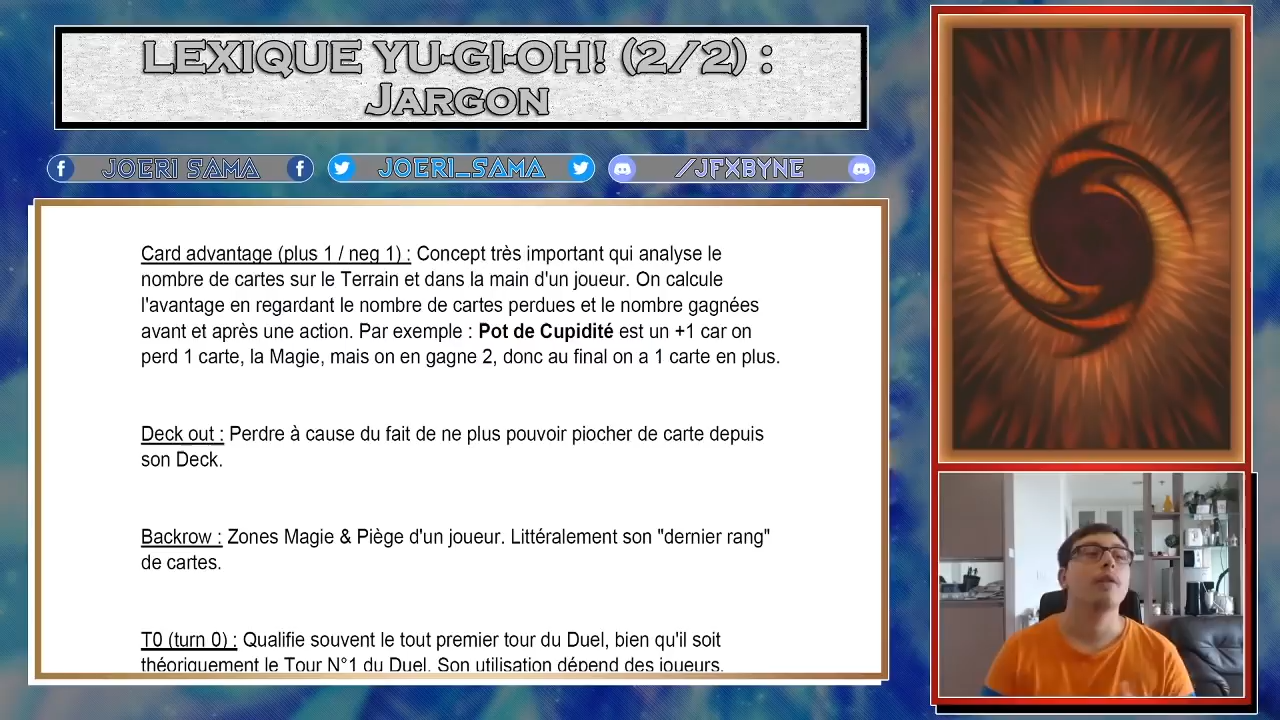 LEXIQUE YU-GI-OH! (2/2) :
JARGON
JOERI SAMA
JOERI_SAMA
/JFXBYNE
Card advantage (plus 1 / neg 1) : Concept très important qui analyse le
nombre de cartes sur le Terrain et dans la main d'un joueur. On calcule
l'avantage en regardant le nombre de cartes perdues et le nombre gagnées
avant et après une action. Par exemple : Pot de Cupidité est un +1 car on
perd 1 carte, la Magie, mais on en gagne 2, donc au final on a 1 carte en plus.
Deck out : Perdre à cause du fait de ne plus pouvoir piocher de carte depuis
son Deck.
Backrow : Zones Magie & Piège d'un joueur. Littéralement son "dernier rang"
de cartes.
T0 (turn 0) : Qualifie souvent le tout premier tour du Duel, bien qu'il soit
théoriquement le Tour N°1 du Duel. Son utilisation dépend des joueurs.